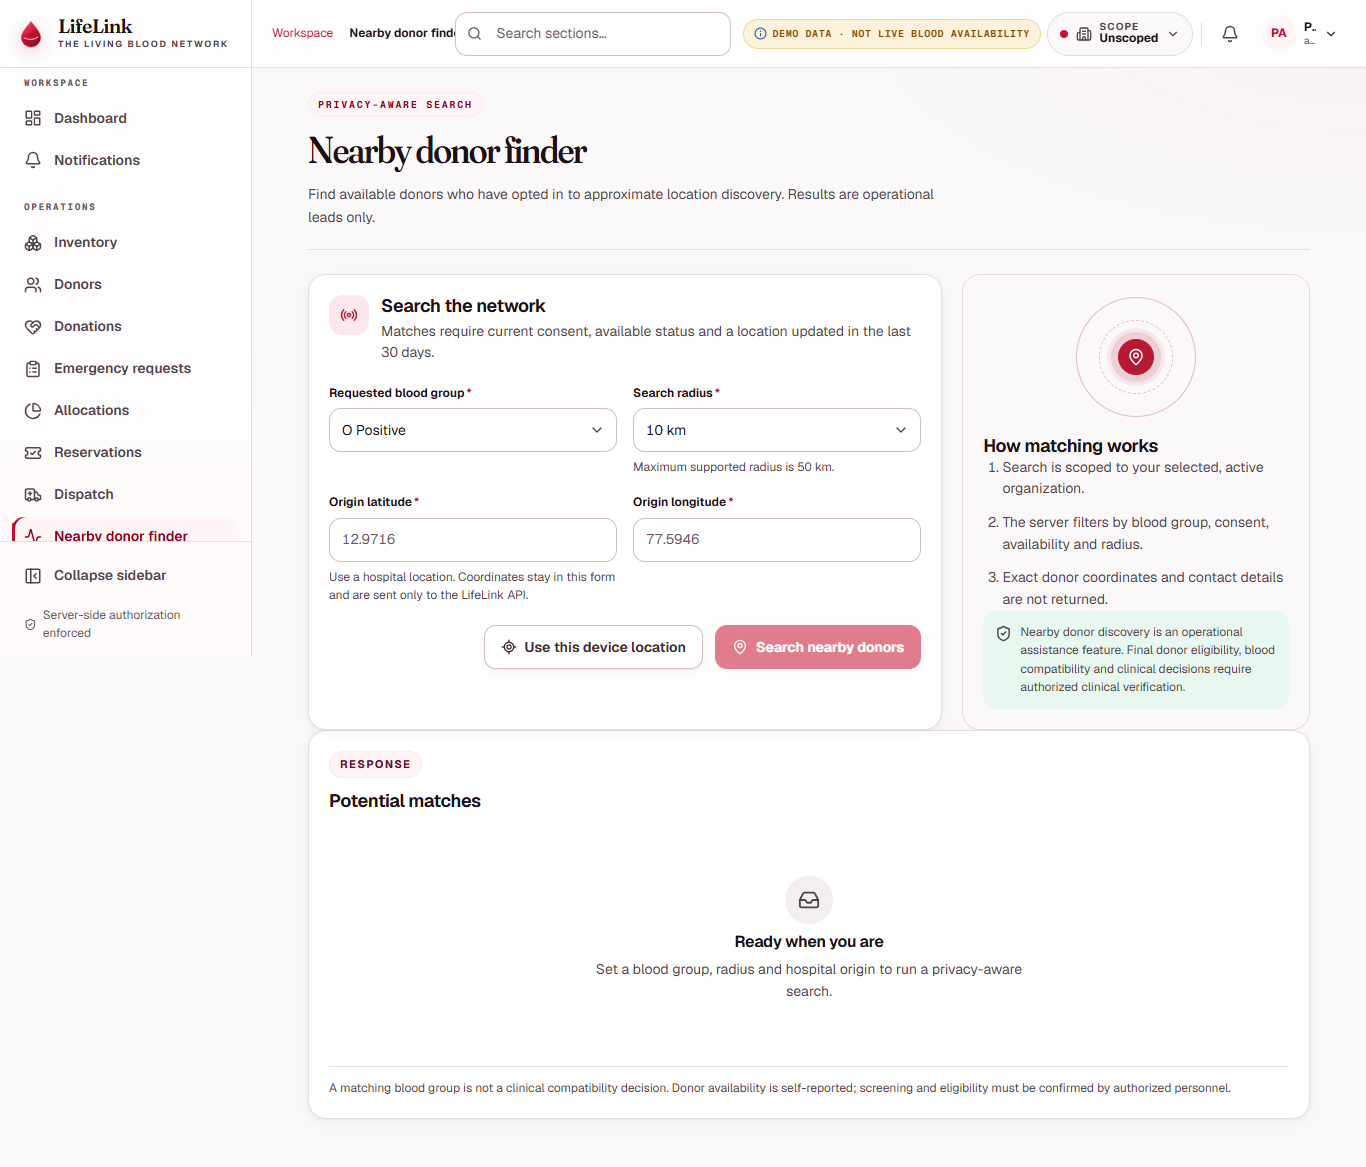 LifeLink
THE LIVING BLOOD NETWORK
Workspace
Nearby donor finde
Search sections...
DEMO DATA · NOT LIVE BLOOD AVAILABILITY
SCOPE
Unscoped
PA
P..
a...
WORKSPACE
Dashboard
Notifications
OPERATIONS
Inventory
Donors
Donations
Emergency requests
Allocations
Reservations
Dispatch
Nearby donor finder
Collapse sidebar
Server-side authorization
enforced
PRIVACY-AWARE SEARCH
Nearby donor finder
Find available donors who have opted in to approximate location discovery. Results are operational
leads only.
Search the network
Matches require current consent, available status and a location updated in the last
30 days.
Requested blood group *
O Positive
Search radius *
10 km
Maximum supported radius is 50 km.
Origin latitude *
12.9716
Origin longitude *
77.5946
Use a hospital location. Coordinates stay in this form
and are sent only to the LifeLink API.
Use this device location
Search nearby donors
How matching works
1. Search is scoped to your selected, active
organization.
2. The server filters by blood group, consent,
availability and radius.
3. Exact donor coordinates and contact details
are not returned.
Nearby donor discovery is an operational
assistance feature. Final donor eligibility, blood
compatibility and clinical decisions require
authorized clinical verification.
RESPONSE
Potential matches
Ready when you are
Set a blood group, radius and hospital origin to run a privacy-aware
search.
A matching blood group is not a clinical compatibility decision. Donor availability is self-reported; screening and eligibility must be confirmed by authorized personnel.